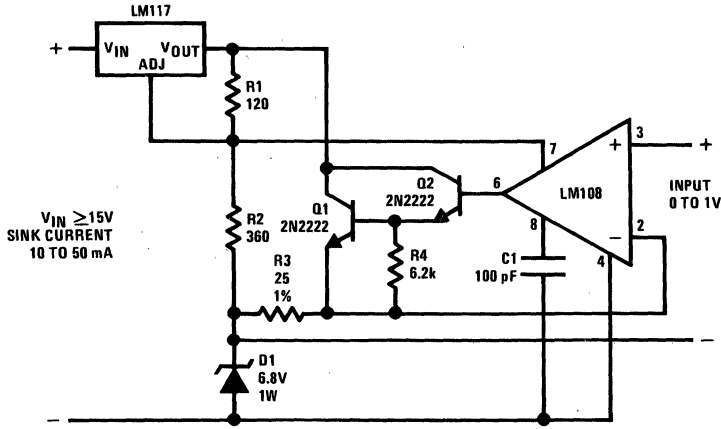 LM117
+
VIN VOUT
ADJ
R1
120
7
3
+
+
Q2
2N2222
6
LM108
INPUT
0 TO 1V
Q1
2N2222
8
−
2
VIN ≥15V
SINK CURRENT
10 TO 50 mA
R2
360
R3
25
1%
R4
6.2k
C1
100 pF
4
−
D1
6.8V
1W
−